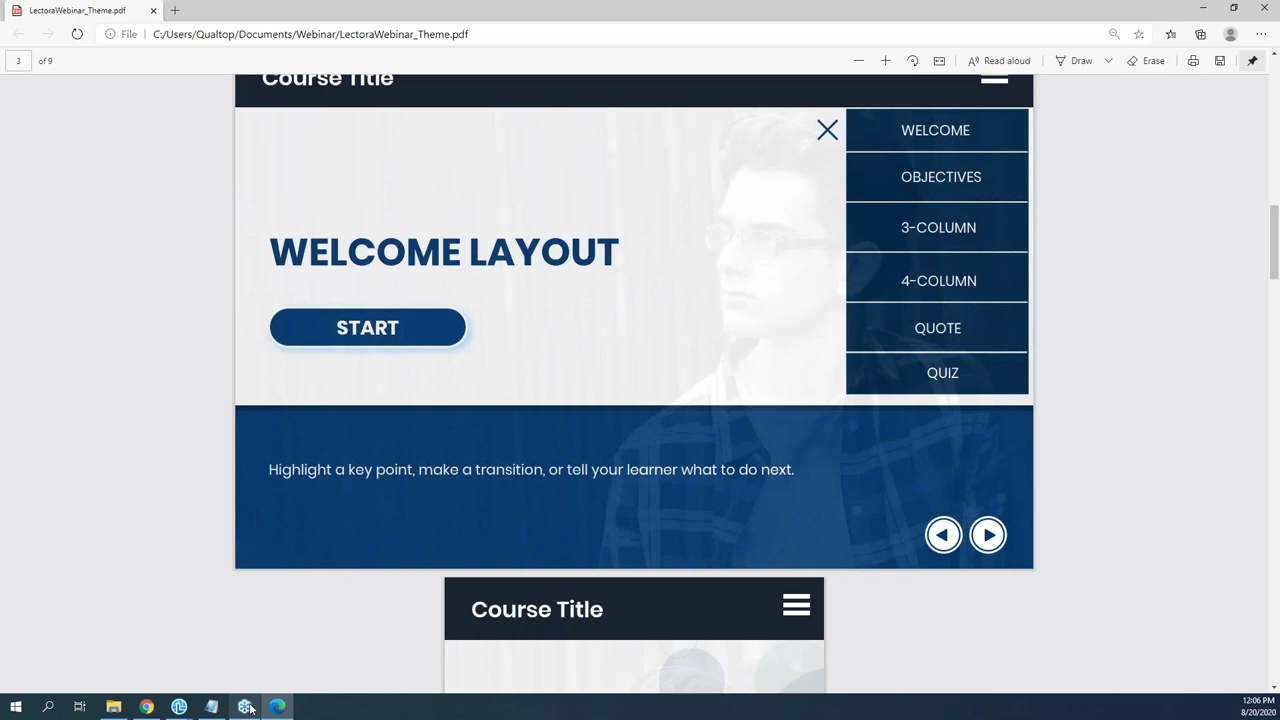 LectoraWebinar_Theme.pdf
File C:/Users/Qualtop/Documents/Webinar/LectoraWebinar_Theme.pdf
3 of 9 Read aloud Draw Erase
Course Title
WELCOME
OBJECTIVES
3-COLUMN
4-COLUMN
QUOTE
QUIZ
WELCOME LAYOUT
START
Highlight a key point, make a transition, or tell your learner what to do next.
Course Title
12:06 PM
8/20/2020